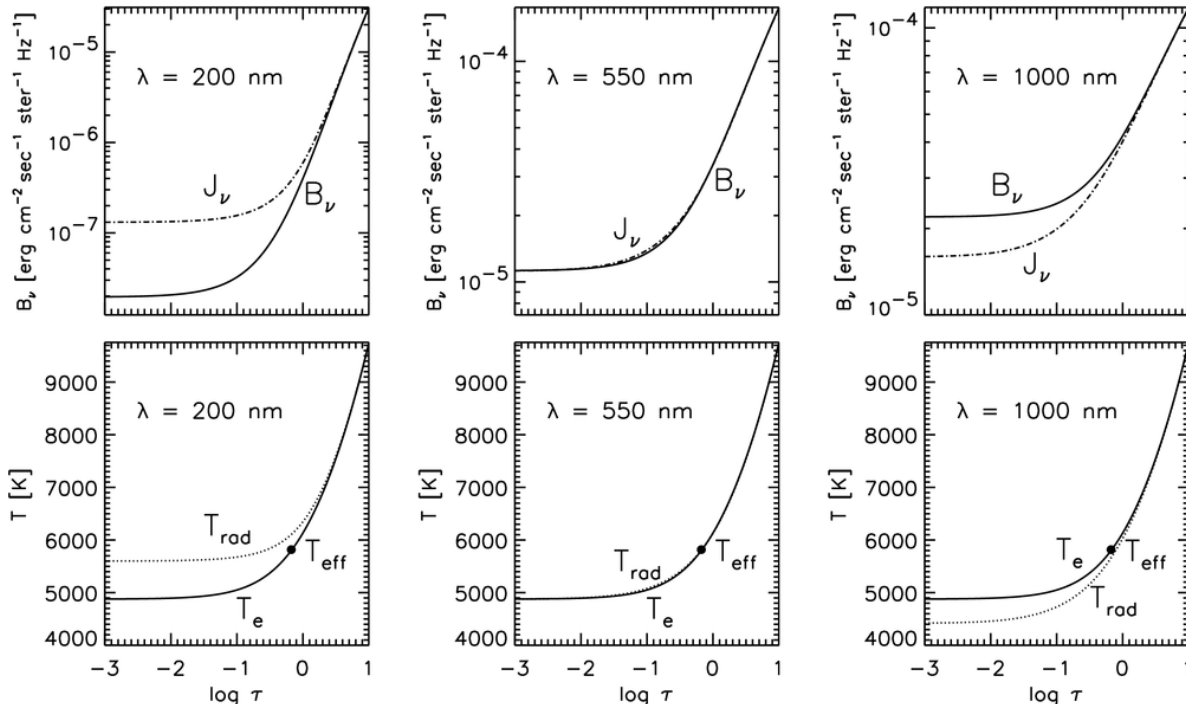 B_ν [erg cm⁻² sec⁻¹ ster⁻¹ Hz⁻¹]
10⁻⁵
10⁻⁶
10⁻⁷
λ = 200 nm
J_ν
B_ν
B_ν [erg cm⁻² sec⁻¹ ster⁻¹ Hz⁻¹]
10⁻⁴
10⁻⁵
λ = 550 nm
J_ν
B_ν
B_ν [erg cm⁻² sec⁻¹ ster⁻¹ Hz⁻¹]
10⁻⁴
10⁻⁵
λ = 1000 nm
B_ν
J_ν
T [K]
9000
8000
7000
6000
5000
4000
λ = 200 nm
T_rad
T_eff
T_e
−3 −2 −1 0 1
log τ
T [K]
9000
8000
7000
6000
5000
4000
λ = 550 nm
T_rad
T_eff
T_e
−3 −2 −1 0 1
log τ
T [K]
9000
8000
7000
6000
5000
4000
λ = 1000 nm
T_e
T_eff
T_rad
−3 −2 −1 0 1
log τ